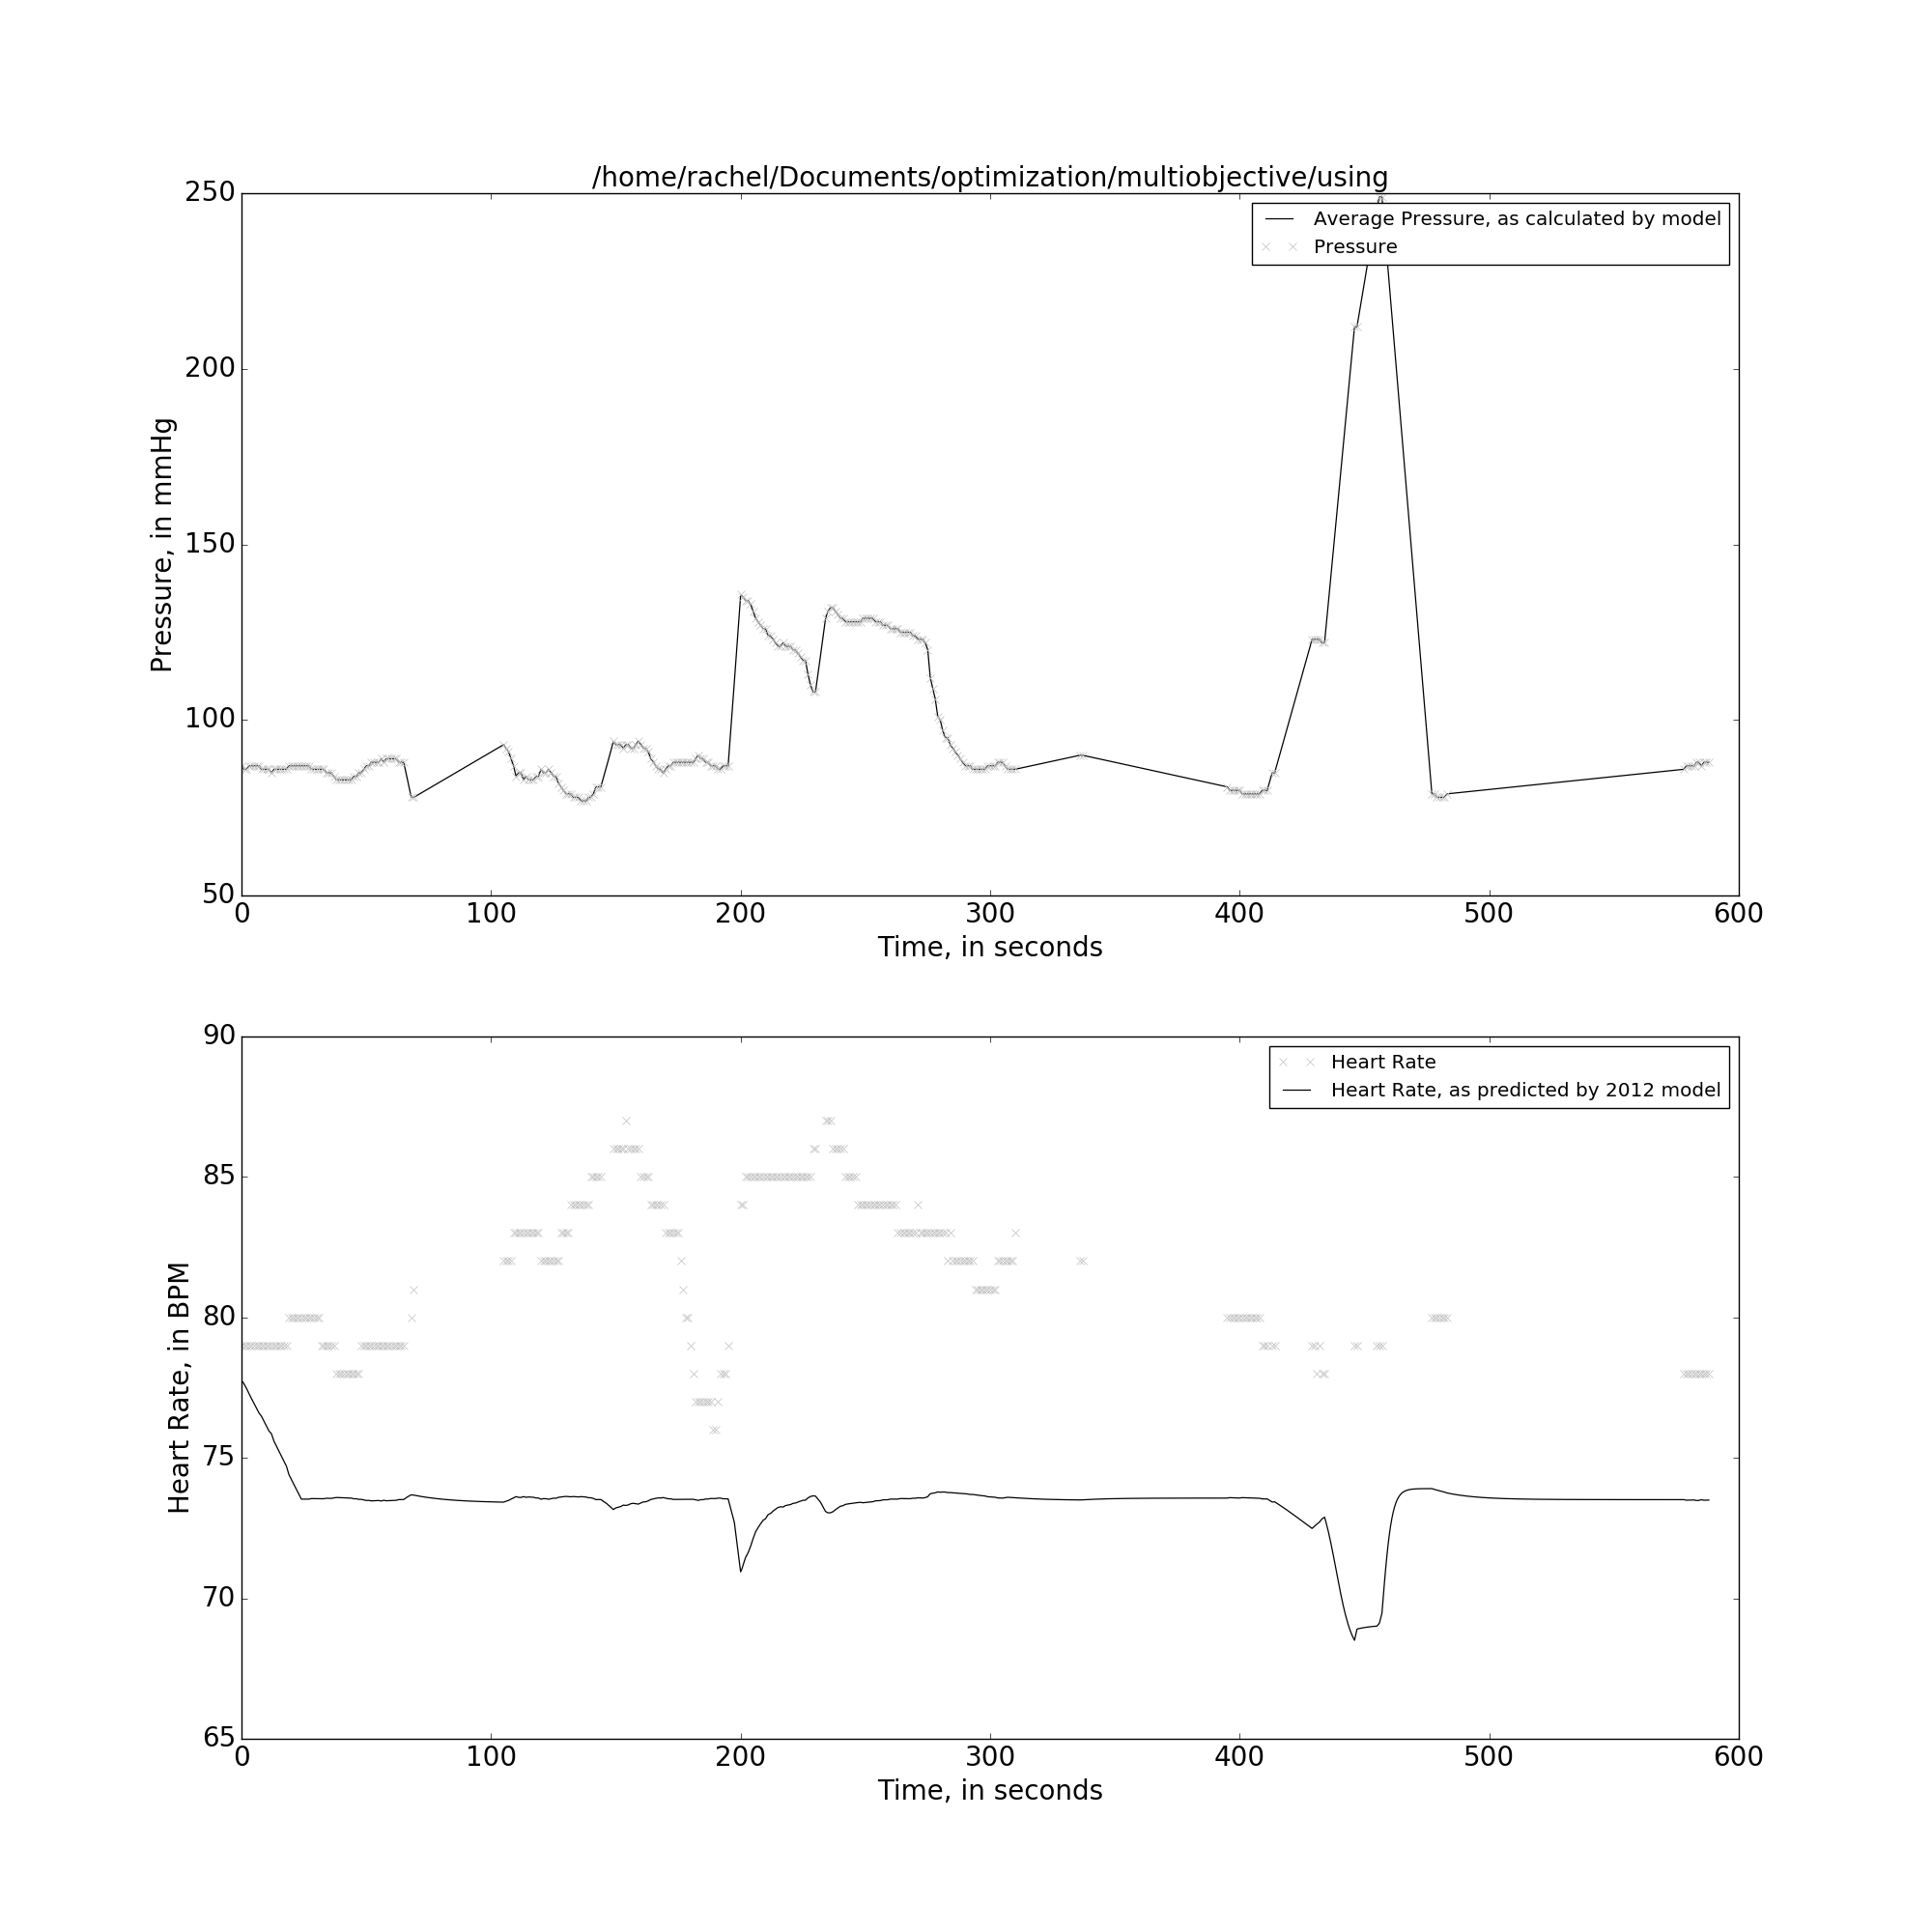 /home/rachel/Documents/optimization/multiobjective/using
250
200
150
100
50
Pressure, in mmHg
Average Pressure, as calculated by model
Pressure
0 100 200 300 400 500 600
Time, in seconds
90
85
80
75
70
65
Heart Rate, in BPM
Heart Rate
Heart Rate, as predicted by 2012 model
0 100 200 300 400 500 600
Time, in seconds